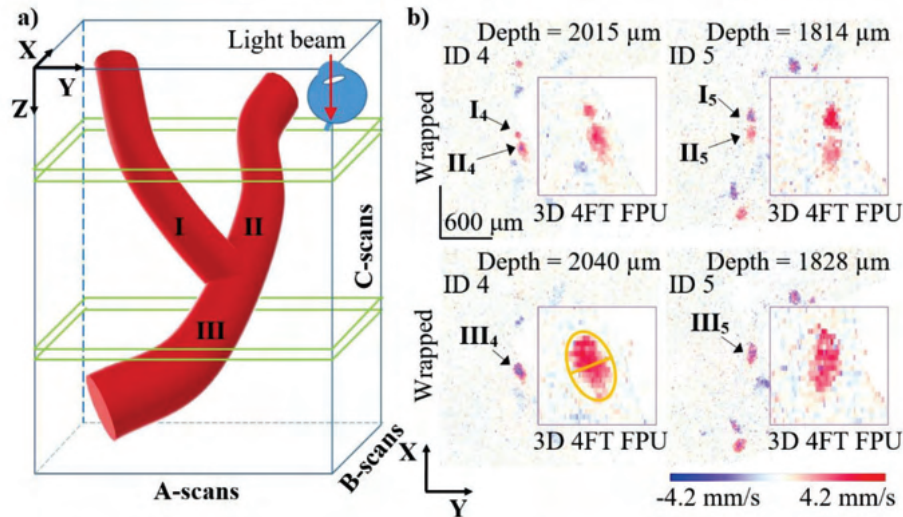 a)
X
Y
Z
Light beam
I
II
III
C-scans
A-scans
B-scans
b)
Depth = 2015 µm
Depth = 1814 µm
ID 4
ID 5
Wrapped
I₄
II₄
I₅
II₅
600 µm
3D 4FT FPU
3D 4FT FPU
Depth = 2040 µm
Depth = 1828 µm
ID 4
ID 5
Wrapped
III₄
III₅
3D 4FT FPU
3D 4FT FPU
X
Y
-4.2 mm/s
4.2 mm/s